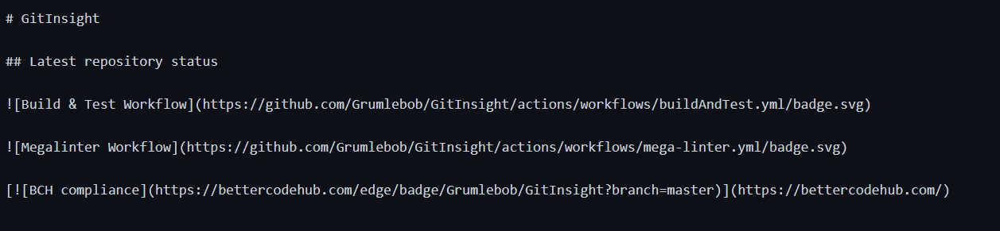 # GitInsight
## Latest repository status
![Build & Test Workflow](https://github.com/Grumlebob/GitInsight/actions/workflows/buildAndTest.yml/badge.svg)
![Megalinter Workflow](https://github.com/Grumlebob/GitInsight/actions/workflows/mega-linter.yml/badge.svg)
[![BCH compliance](https://bettercodehub.com/edge/badge/Grumlebob/GitInsight?branch=master)](https://bettercodehub.com/)